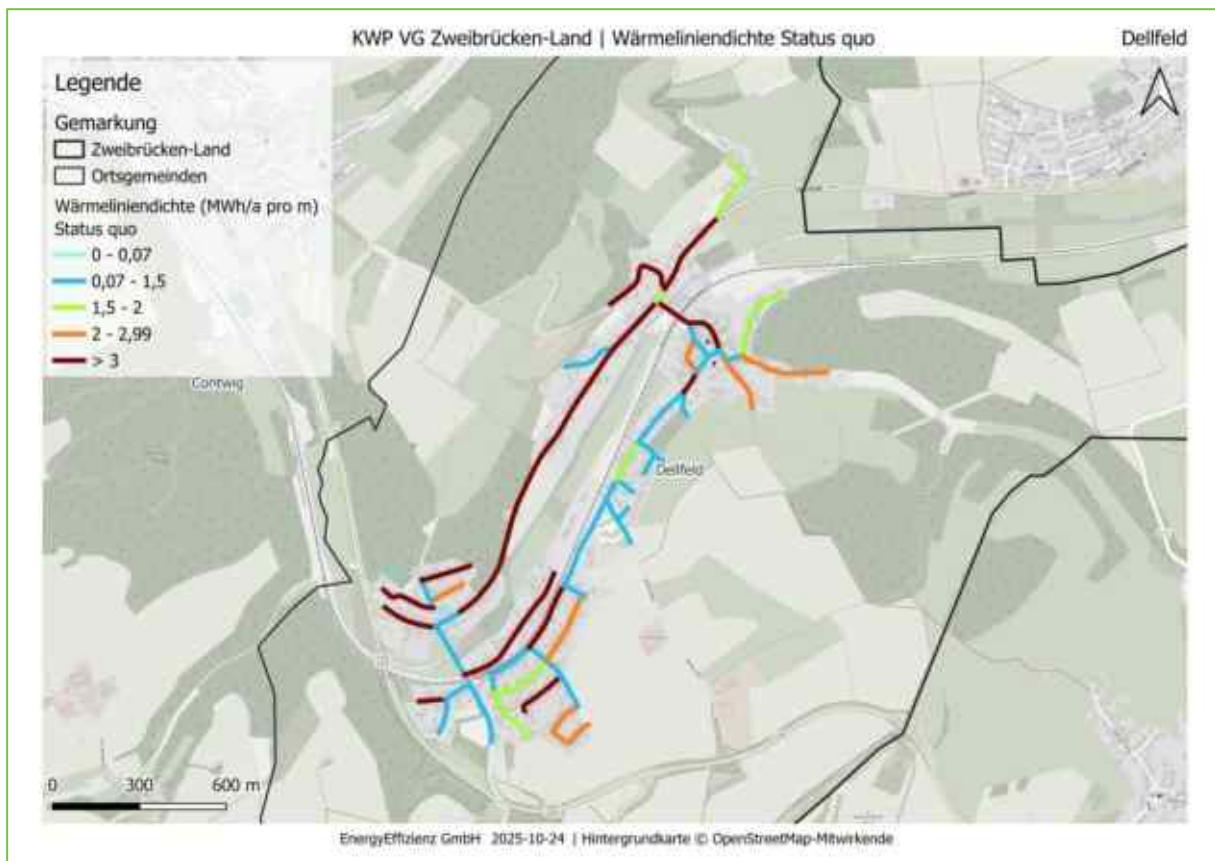 KWP VG Zweibrücken-Land | Wärmeliniendichte Status quo
Dellfeld
Legende
Gemarkung
Zweibrücken-Land
Ortsgemeinden
Wärmeliniendichte (MWh/a pro m)
Status quo
0 - 0,07
0,07 - 1,5
1,5 - 2
2 - 2,99
> 3
Contwig
Dellfeld
0 300 600 m
EnergyEffizienz GmbH 2025-10-24 | Hintergrundkarte © OpenStreetMap-Mitwirkende